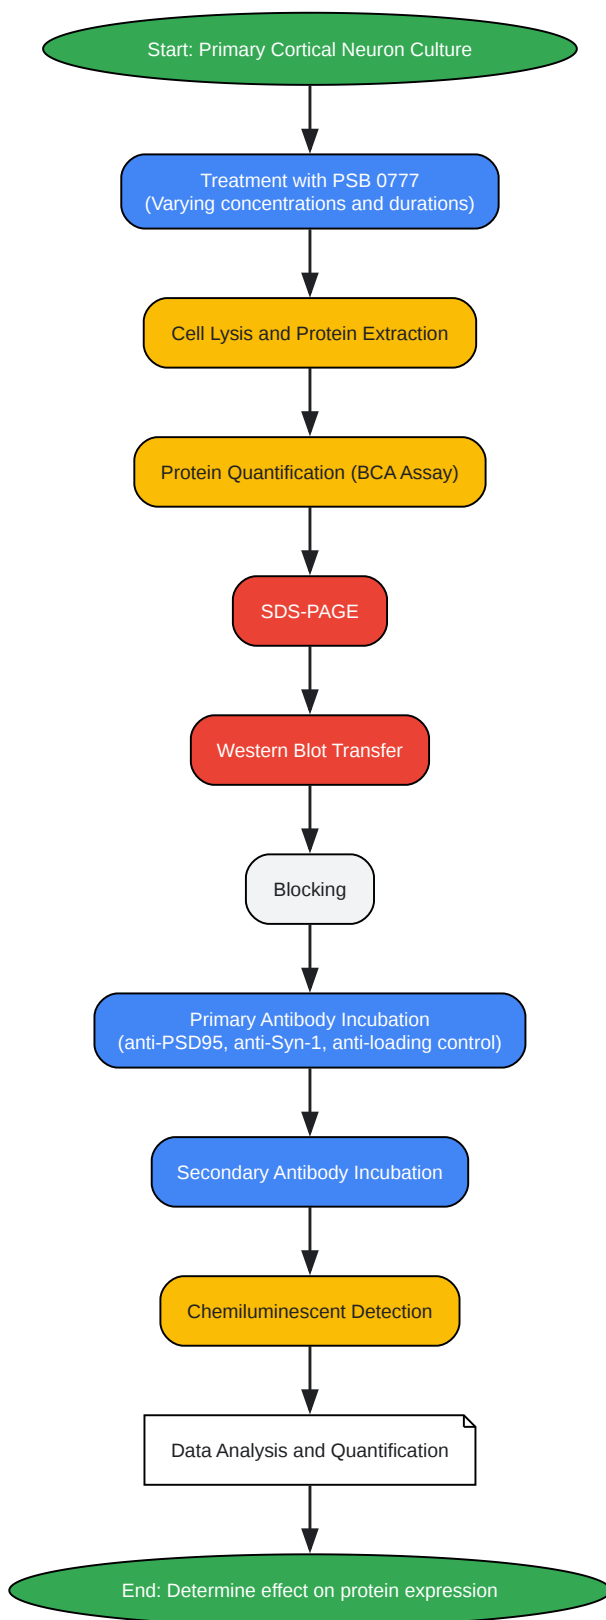 Start: Primary Cortical Neuron Culture
Treatment with PSB 0777
(Varying concentrations and durations)
Cell Lysis and Protein Extraction
Protein Quantification (BCA Assay)
SDS-PAGE
Western Blot Transfer
Blocking
Primary Antibody Incubation
(anti-PSD95, anti-Syn-1, anti-loading control)
Secondary Antibody Incubation
Chemiluminescent Detection
Data Analysis and Quantification
End: Determine effect on protein expression